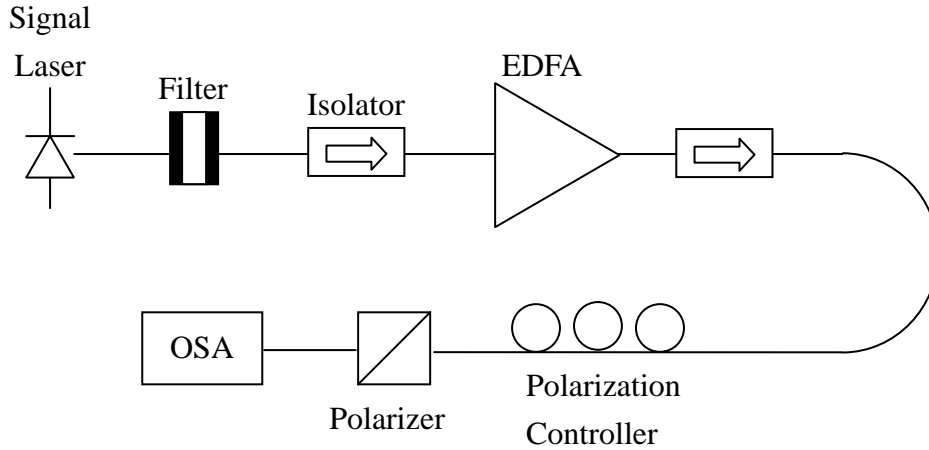 Signal
Laser
Filter
Isolator
EDFA
OSA
Polarizer
Polarization
Controller